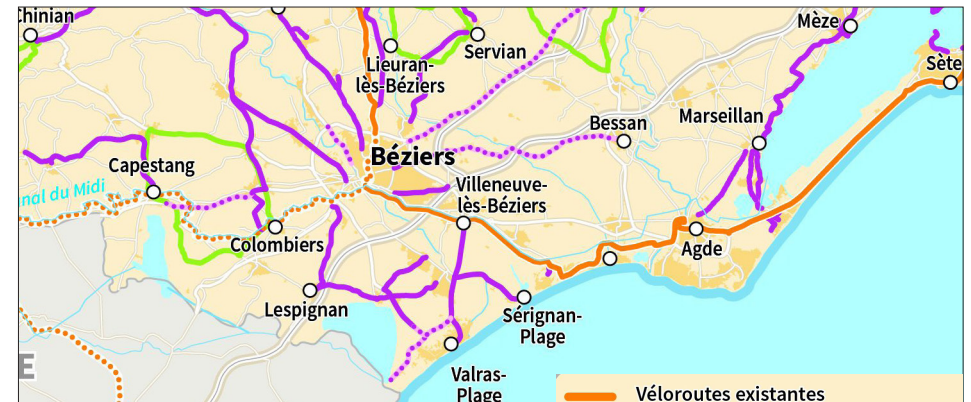 hinian
Mèze
Servian
Sète
Lieuran-
lès-Béziers
Bessan
Marseillan
Béziers
Capestang
Villeneuve-
lès-Béziers
nal du Midi
Colombiers
Agde
Lespignan
Sérignan-
Plage
E
Valras-
Plage
Véloroutes existantes